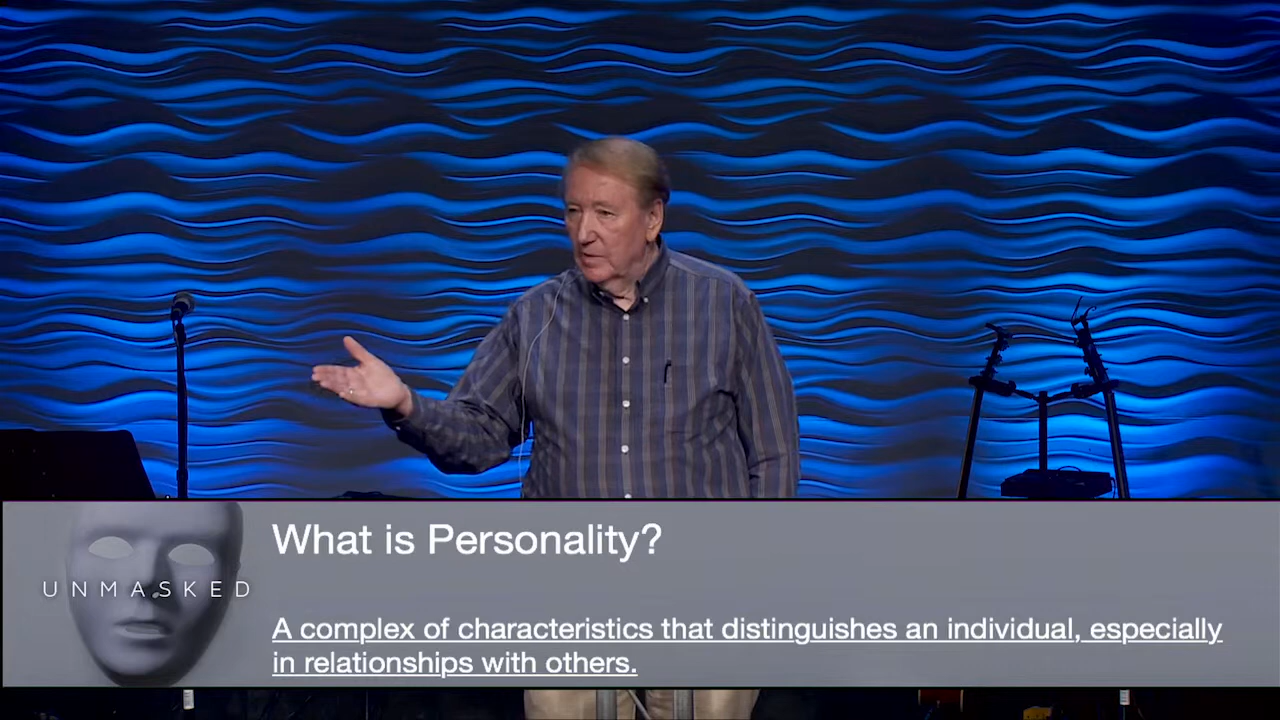 What is Personality?
UNMASKED
A complex of characteristics that distinguishes an individual, especially
in relationships with others.